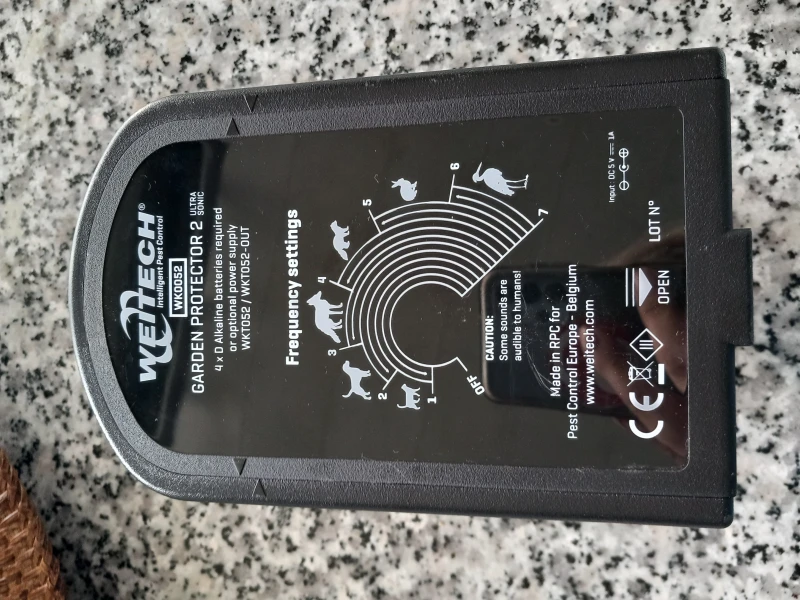 WEITECH®
Intelligent Pest Control
WK0052
GARDEN PROTECTOR 2 ULTRA SONIC
4 x D Alkaline batteries required
or optional power supply
WKT052 / WKT052-OUT
Frequency settings
OFF
1
2
3
4
5
6
7
CAUTION:
Some sounds are
audible to humans!
Made in RPC for
Pest Control Europe - Belgium
www.weitech.com
Input DC 5V ⎓ 1A
CE
OPEN
LOT N°